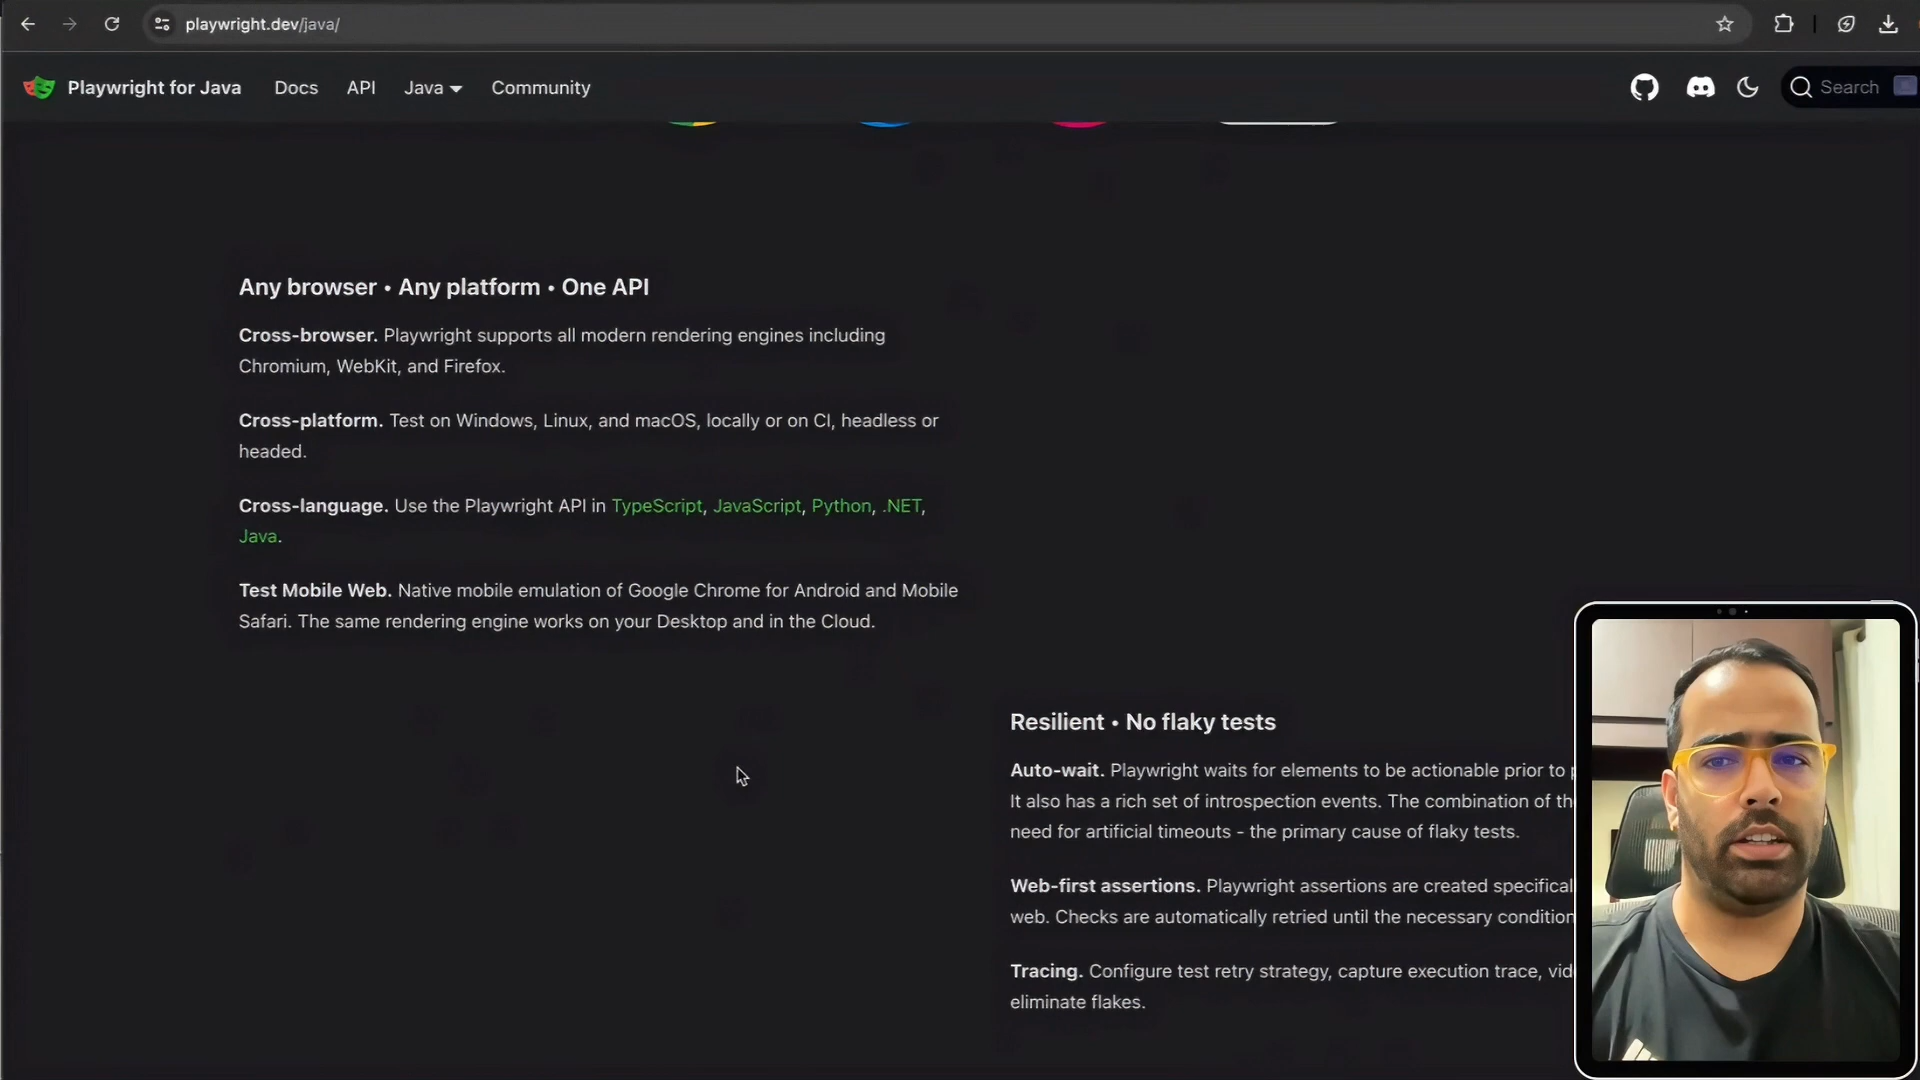 playwright.dev/java/
Playwright for Java
Docs
API
Java
Community
Search
Any browser • Any platform • One API
Cross-browser. Playwright supports all modern rendering engines including
Chromium, WebKit, and Firefox.
Cross-platform. Test on Windows, Linux, and macOS, locally or on CI, headless or
headed.
Cross-language. Use the Playwright API in TypeScript, JavaScript, Python, .NET,
Java.
Test Mobile Web. Native mobile emulation of Google Chrome for Android and Mobile
Safari. The same rendering engine works on your Desktop and in the Cloud.
Resilient • No flaky tests
Auto-wait. Playwright waits for elements to be actionable prior to
It also has a rich set of introspection events. The combination of
need for artificial timeouts - the primary cause of flaky tests.
Web-first assertions. Playwright assertions are created
web. Checks are automatically retried until the necessary
Tracing. Configure test retry strategy, capture execution trace,
eliminate flakes.